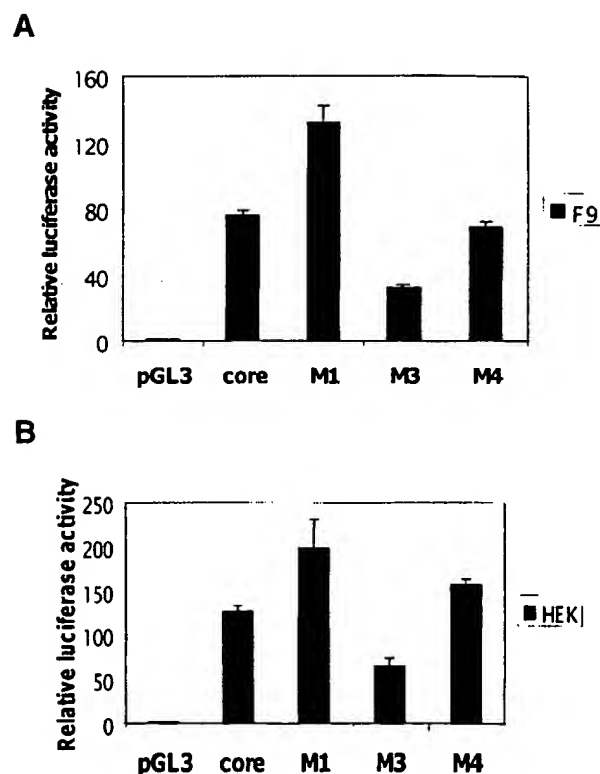 A
Relative luciferase activity
160
120
80
40
0
pGL3 core M1 M3 M4
F9
B
Relative luciferase activity
250
200
150
100
50
0
pGL3 core M1 M3 M4
HEK